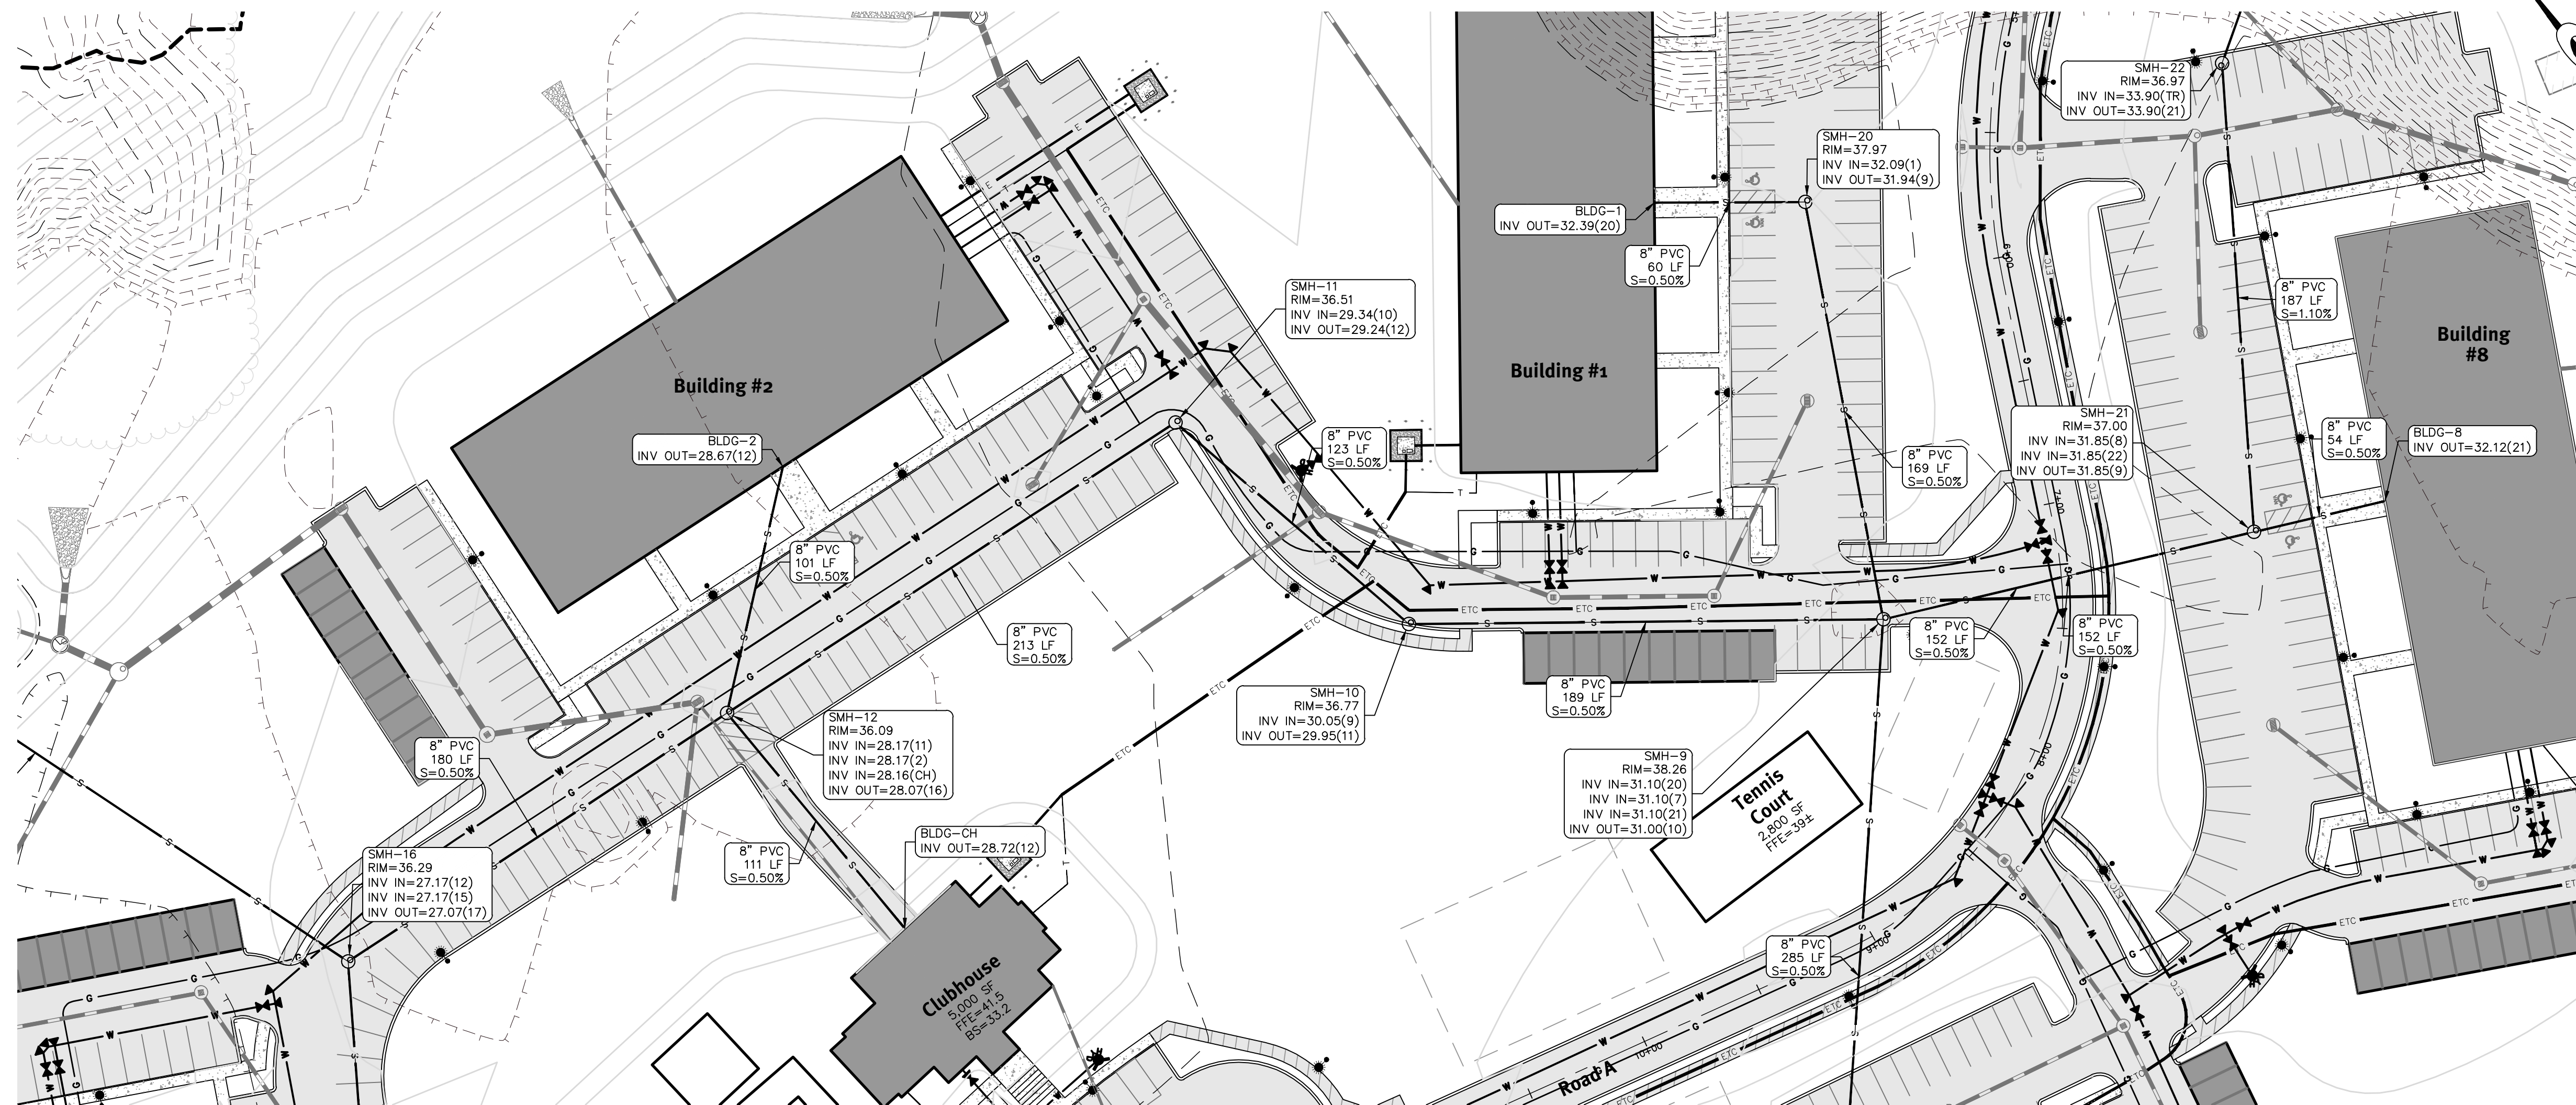 SMH-22
RIM=36.97
INV IN=33.90(TR)
INV OUT=33.90(21)
SMH-20
RIM=37.97
INV IN=32.09(1)
INV OUT=31.94(9)
BLDG-1
INV OUT=32.39(20)
8" PVC
60 LF
S=0.50%
SMH-11
RIM=36.51
INV IN=29.34(10)
INV OUT=29.24(12)
8" PVC
187 LF
S=1.10%
Building
#8
Building #2
Building #1
BLDG-2
INV OUT=28.67(12)
8" PVC
123 LF
S=0.50%
8" PVC
169 LF
S=0.50%
SMH-21
RIM=37.00
INV IN=31.85(8)
INV IN=31.85(22)
INV OUT=31.85(9)
8" PVC
54 LF
S=0.50%
BLDG-8
INV OUT=32.12(21)
8" PVC
101 LF
S=0.50%
8" PVC
213 LF
S=0.50%
8" PVC
152 LF
S=0.50%
8" PVC
152 LF
S=0.50%
SMH-10
RIM=36.77
INV IN=30.05(9)
INV OUT=29.95(11)
8" PVC
189 LF
S=0.50%
SMH-12
RIM=36.09
INV IN=28.17(11)
INV IN=28.17(2)
INV IN=28.16(CH)
INV OUT=28.07(16)
8" PVC
180 LF
S=0.50%
SMH-9
RIM=38.26
INV IN=31.10(20)
INV IN=31.10(7)
INV IN=31.10(21)
INV OUT=31.00(10)
Tennis
Court
2,800 SF
FFE=39±
8+00
BLDG-CH
INV OUT=28.72(12)
8" PVC
111 LF
S=0.50%
SMH-16
RIM=36.29
INV IN=27.17(12)
INV IN=27.17(15)
INV OUT=27.07(17)
Clubhouse
5,000 SF
FFE=41.5
BS=33.2
8" PVC
285 LF
S=0.50%
9+00
10+00
Road A